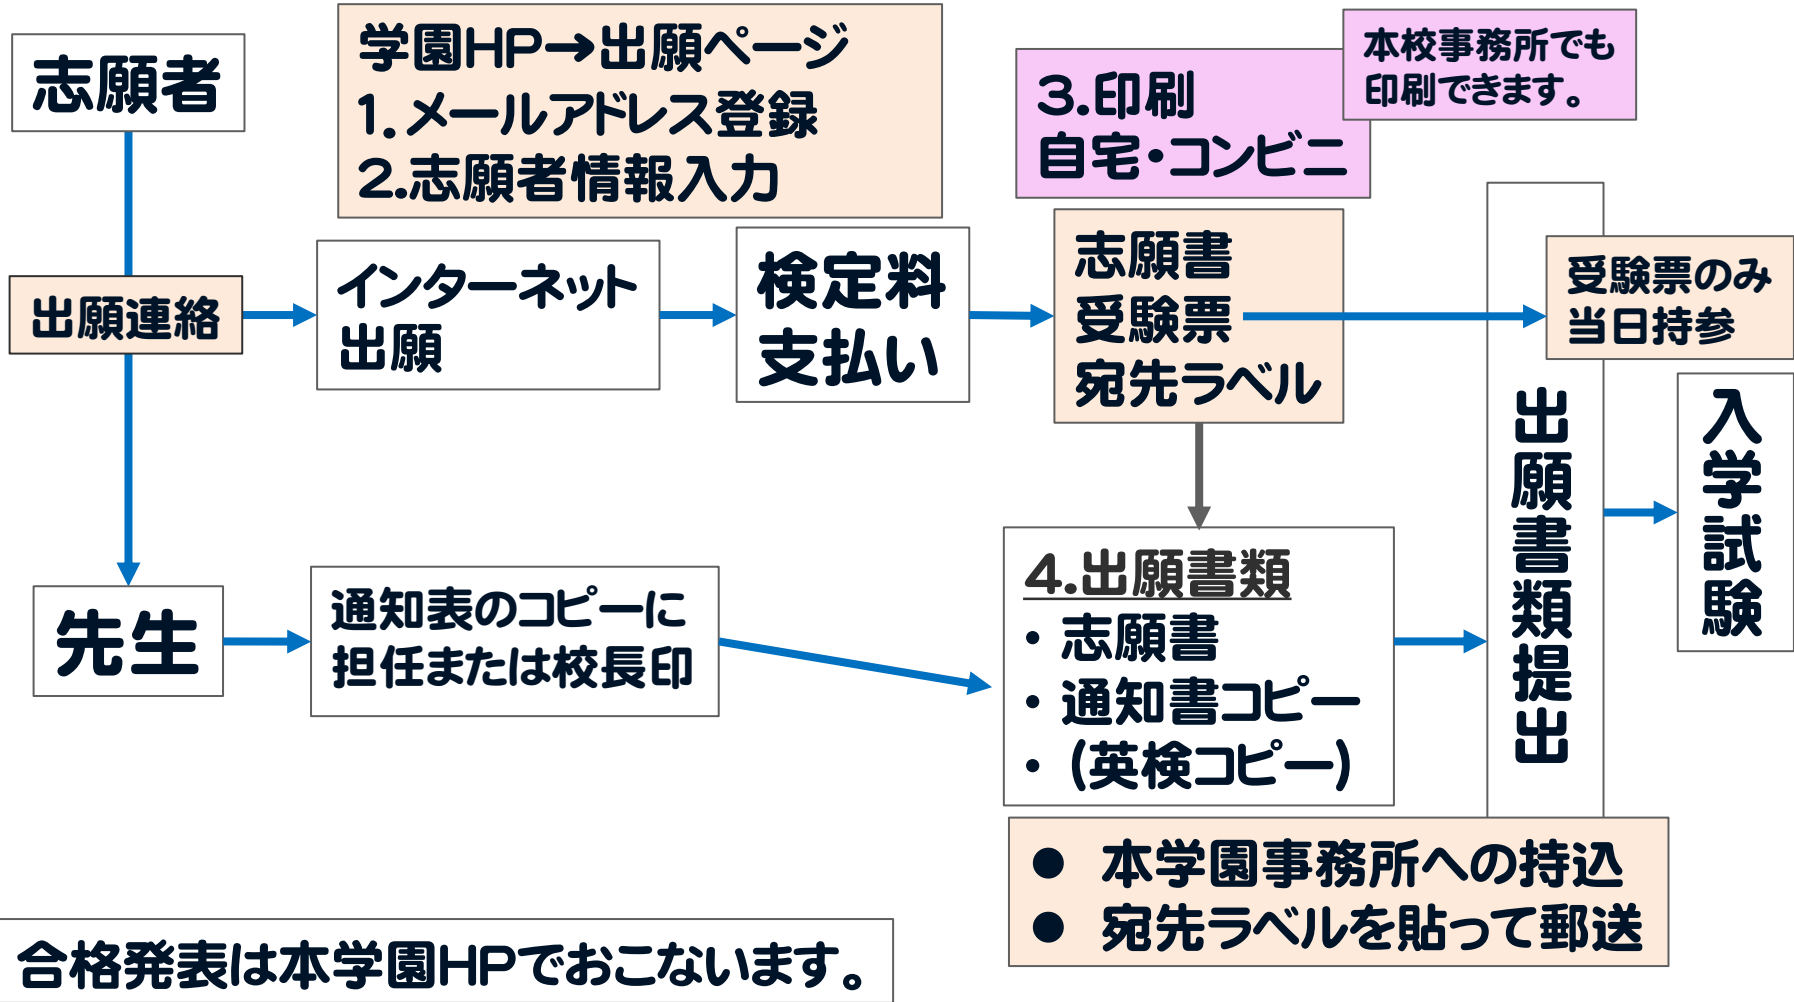 志願者
学園HP→出願ページ
1.メールアドレス登録
2.志願者情報入力
3.印刷
自宅・コンビニ
本校事務所でも
印刷できます。
出願連絡
インターネット
出願
検定料
支払い
志願書
受験票
宛先ラベル
受験票のみ
当日持参
出願書類提出
入学試験
先生
通知表のコピーに
担任または校長印
4.出願書類
・志願書
・通知書コピー
・(英検コピー)
● 本学園事務所への持込
● 宛先ラベルを貼って郵送
合格発表は本学園HPでおこないます。